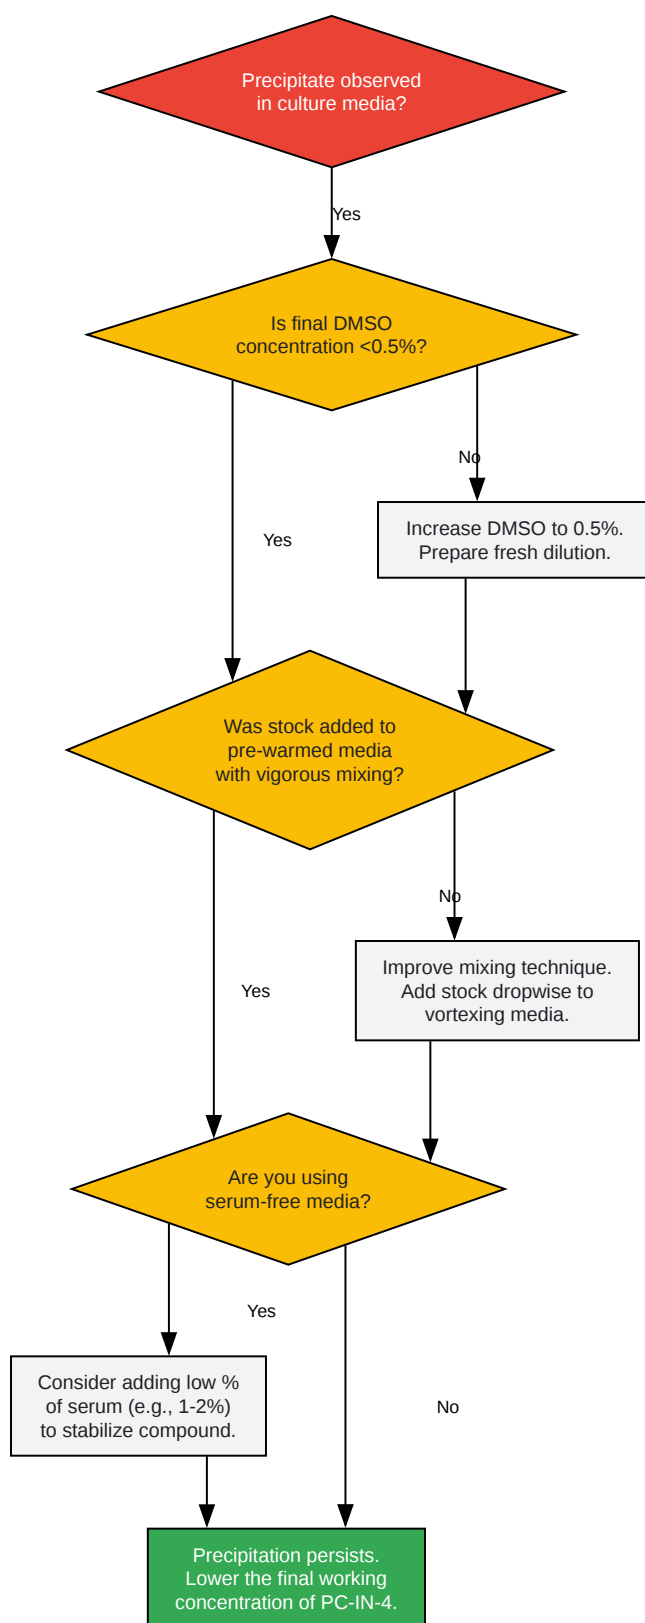 Precipitate observed
in culture media?
Yes
Is final DMSO
concentration <0.5%?
No
Yes
Increase DMSO to 0.5%.
Prepare fresh dilution.
Was stock added to
pre-warmed media
with vigorous mixing?
No
Yes
Improve mixing technique.
Add stock dropwise to
vortexing media.
Are you using
serum-free media?
Yes
No
Consider adding low %
of serum (e.g., 1-2%)
to stabilize compound.
Precipitation persists.
Lower the final working
concentration of PC-IN-4.